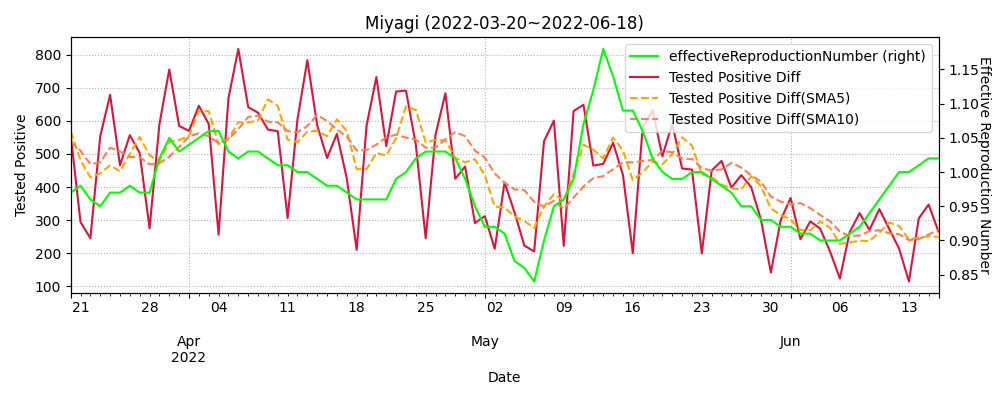 Miyagi (2022-03-20~2022-06-18)
effectiveReproductionNumber (right)
Tested Positive Diff
Tested Positive Diff(SMA5)
Tested Positive Diff(SMA10)
Tested Positive
800
700
600
500
400
300
200
100
Effective Reproduction Number
1.15
1.10
1.05
1.00
0.95
0.90
0.85
21 28 04 11 18 25 02 09 16 23 30 06 13
Apr May Jun
2022
Date